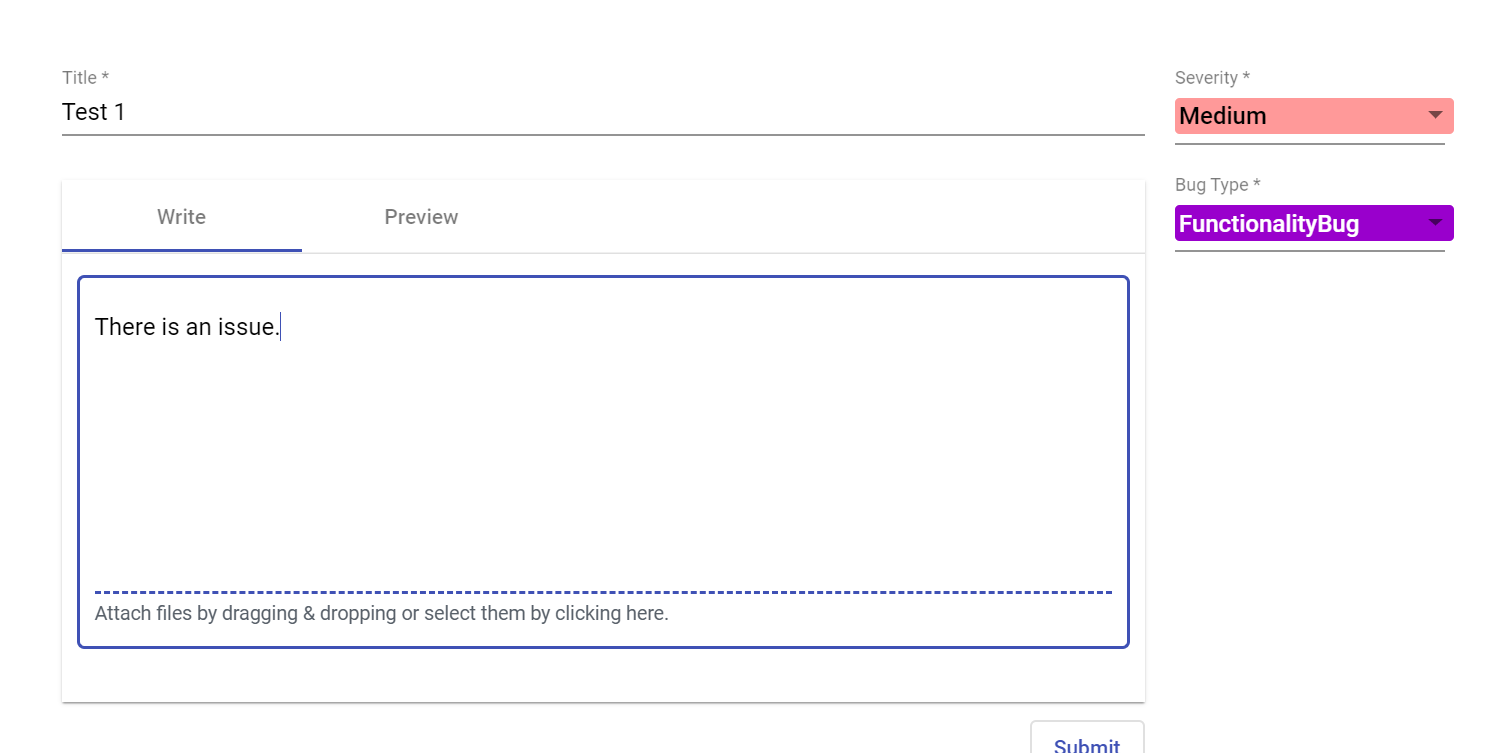 Title *
Test 1
Severity *
Medium
Bug Type *
FunctionalityBug
Write Preview
There is an issue.
Attach files by dragging & dropping or select them by clicking here.
Submit